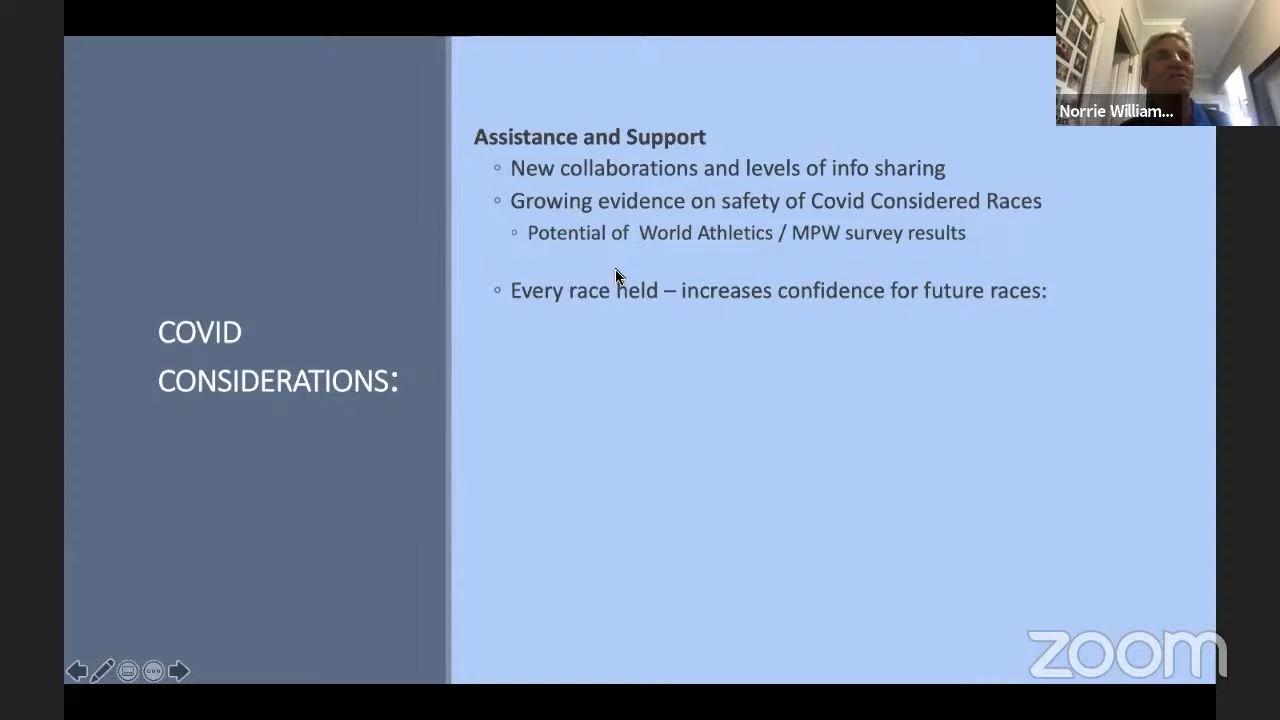 Norrie William...
Assistance and Support
New collaborations and levels of info sharing
Growing evidence on safety of Covid Considered Races
Potential of World Athletics / MPW survey results
Every race held – increases confidence for future races:
COVID
CONSIDERATIONS:
zoom